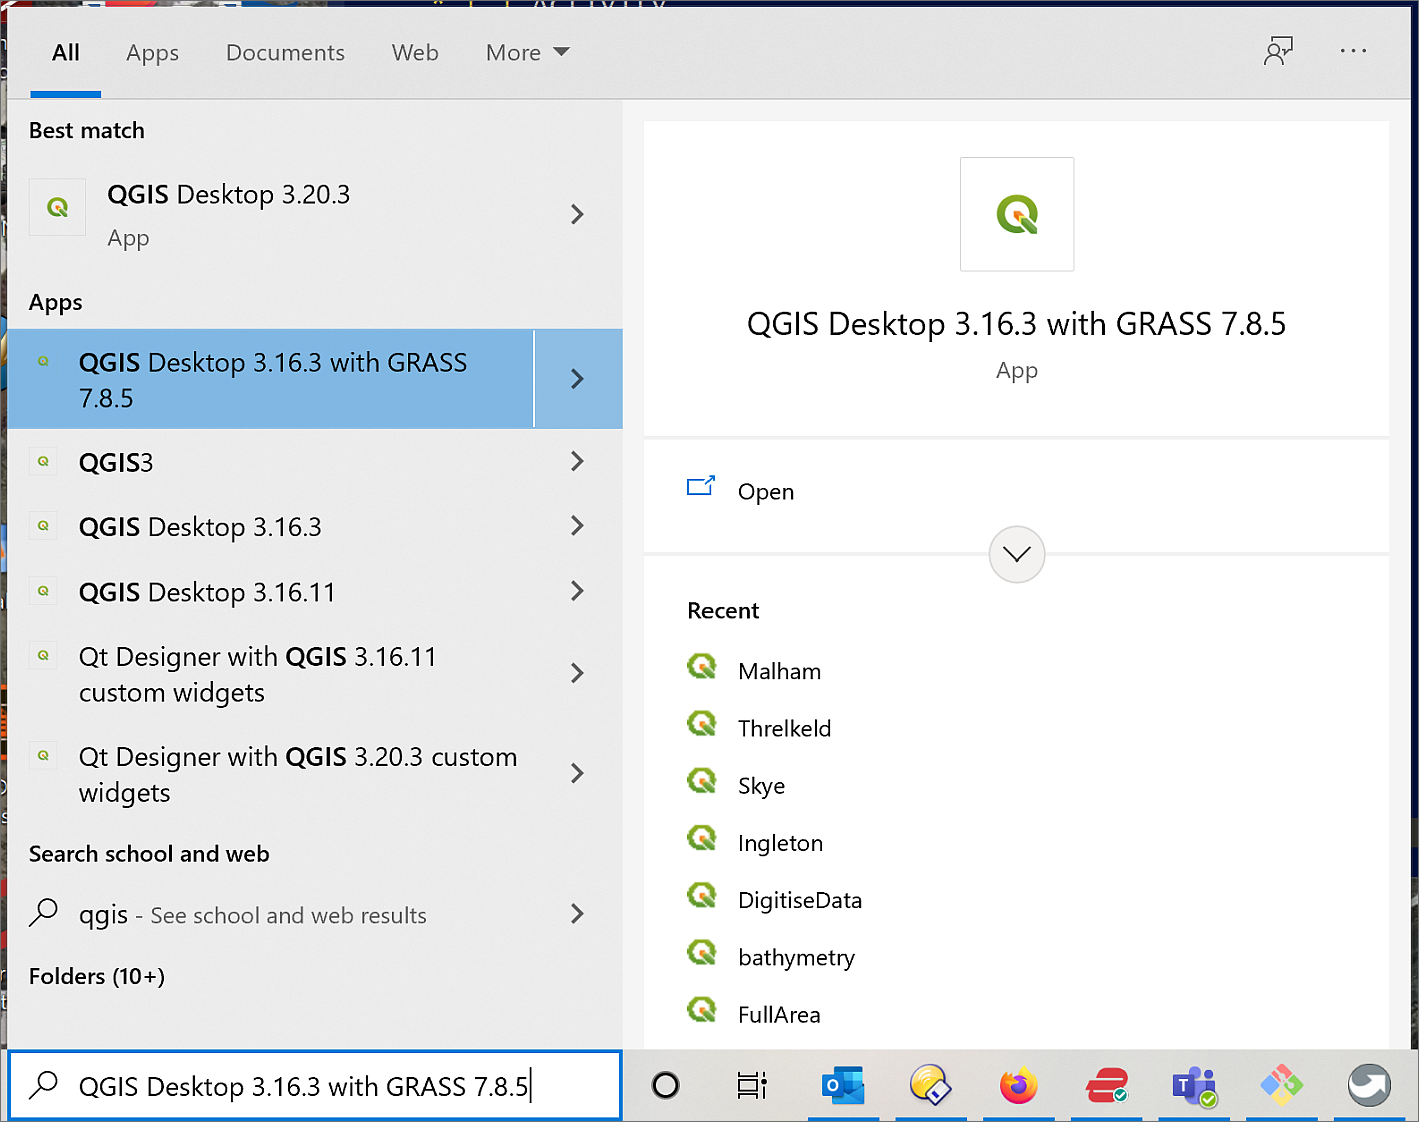 All
Apps
Documents
Web
More
Best match
QGIS Desktop 3.20.3
App
Apps
QGIS Desktop 3.16.3 with GRASS
7.8.5
QGIS3
QGIS Desktop 3.16.3
QGIS Desktop 3.16.11
Qt Designer with QGIS 3.16.11
custom widgets
Qt Designer with QGIS 3.20.3 custom
widgets
Search school and web
qgis - See school and web results
Folders (10+)
QGIS Desktop 3.16.3 with GRASS 7.8.5
QGIS Desktop 3.16.3 with GRASS 7.8.5
App
Open
Recent
Malham
Threlkeld
Skye
Ingleton
DigitiseData
bathymetry
FullArea